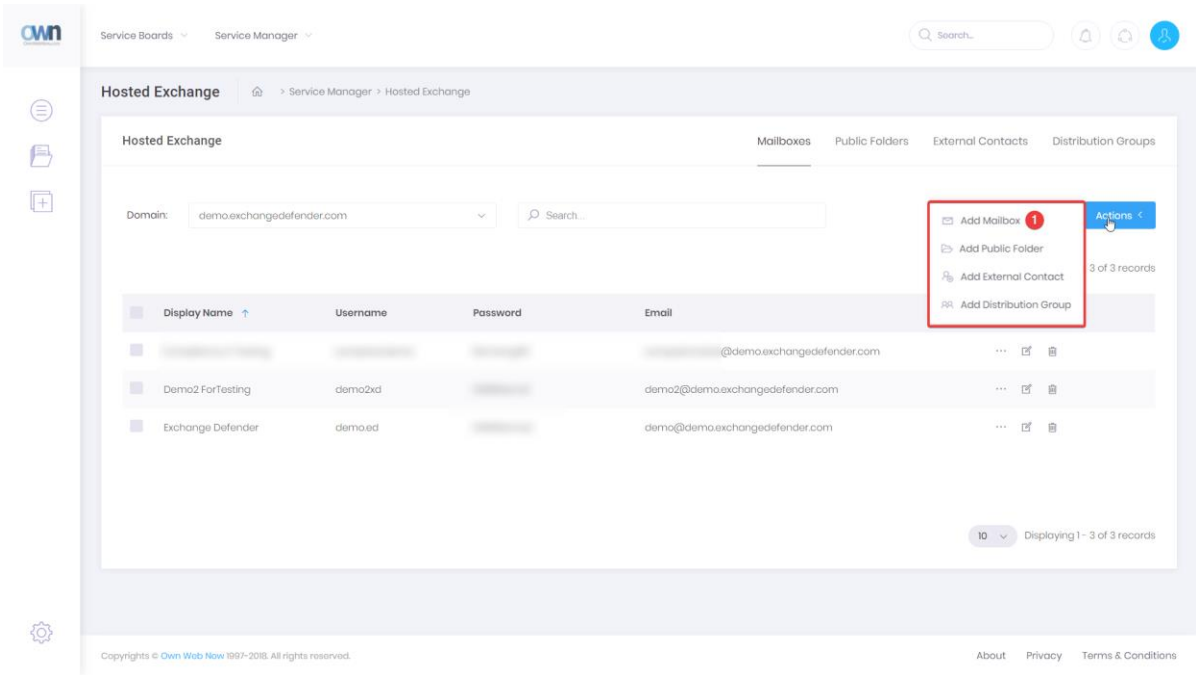 own
Service Boards Service Manager Search...
Hosted Exchange > Service Manager > Hosted Exchange
Hosted Exchange Mailboxes Public Folders External Contacts Distribution Groups
Domain: demo.exchangedefender.com Search... Actions <
Add Mailbox 1
Add Public Folder
Add External Contact
Add Distribution Group
3 of 3 records
Display Name ↑ Username Password Email
@demo.exchangedefender.com ...
Demo2 ForTesting demo2xd demo2@demo.exchangedefender.com ...
Exchange Defender demo.ed demo@demo.exchangedefender.com ...
10 Displaying 1 - 3 of 3 records
Copyrights © Own Web Now 1997-2018. All rights reserved. About Privacy Terms & Conditions